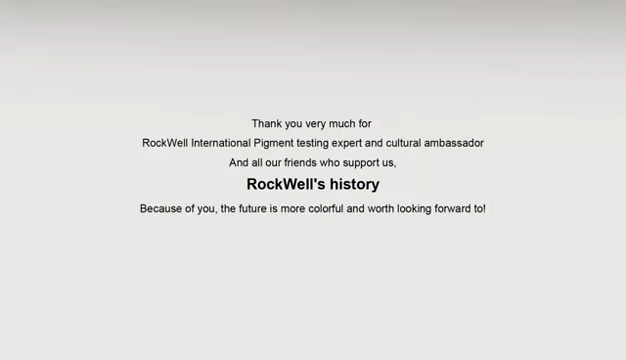 Thank you very much for
RockWell International Pigment testing expert and cultural ambassador
And all our friends who support us,
RockWell's history
Because of you, the future is more colorful and worth looking forward to!